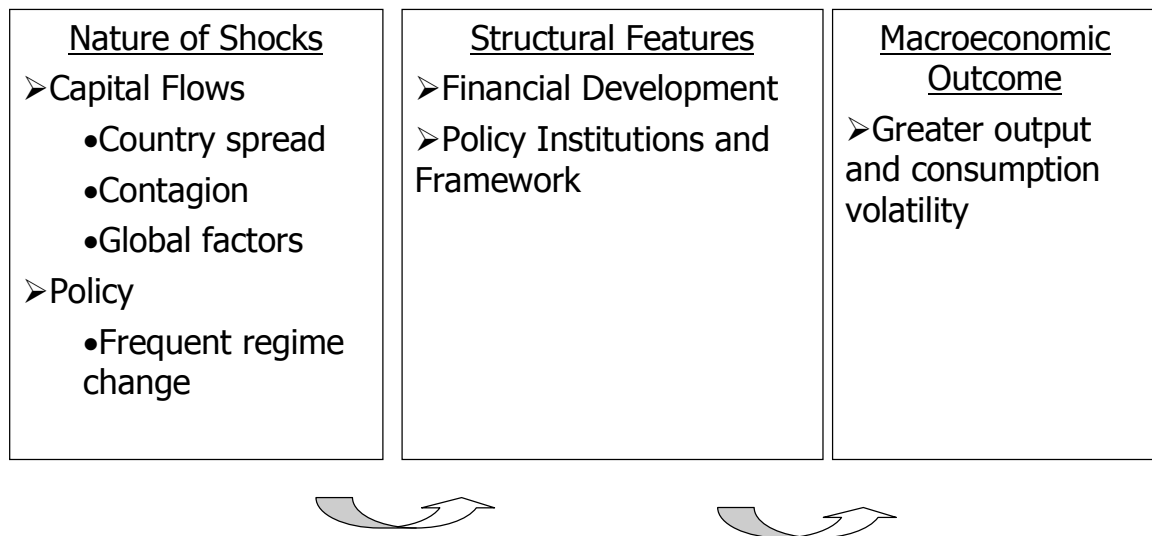 Nature of Shocks
➢Capital Flows
•Country spread
•Contagion
•Global factors
➢Policy
•Frequent regime
change
Structural Features
➢Financial Development
➢Policy Institutions and
Framework
Macroeconomic
Outcome
➢Greater output
and consumption
volatility